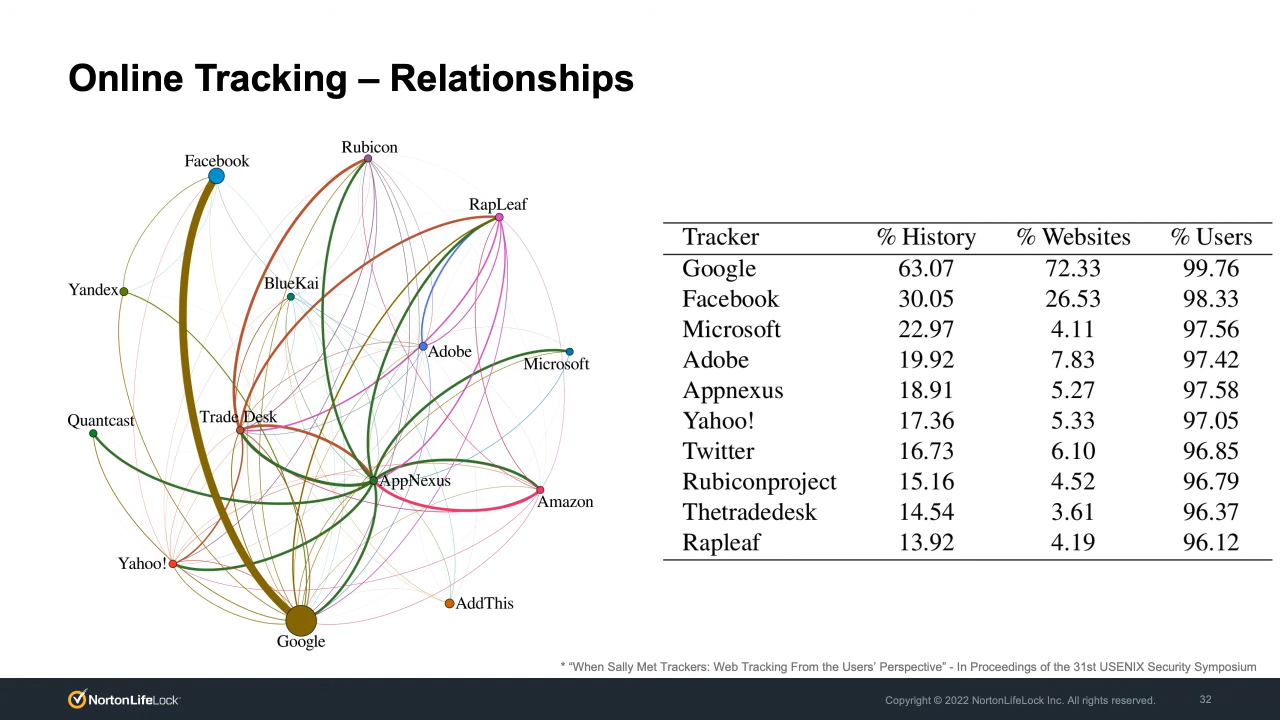 Online Tracking – Relationships
Facebook
Rubicon
RapLeaf
Yandex
BlueKai
Adobe
Microsoft
Quantcast
Trade Desk
AppNexus
Amazon
Yahoo!
AddThis
Google
Tracker % History % Websites % Users
Google 63.07 72.33 99.76
Facebook 30.05 26.53 98.33
Microsoft 22.97 4.11 97.56
Adobe 19.92 7.83 97.42
Appnexus 18.91 5.27 97.58
Yahoo! 17.36 5.33 97.05
Twitter 16.73 6.10 96.85
Rubiconproject 15.16 4.52 96.79
Thetradedesk 14.54 3.61 96.37
Rapleaf 13.92 4.19 96.12
* “When Sally Met Trackers: Web Tracking From the Users’ Perspective” - In Proceedings of the 31st USENIX Security Symposium
NortonLifeLock
Copyright © 2022 NortonLifeLock Inc. All rights reserved.
32